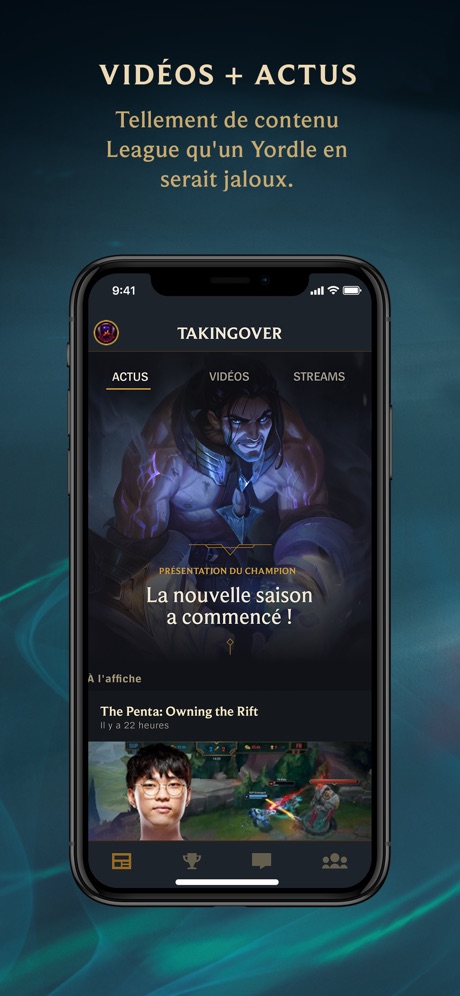 VIDÉOS + ACTUS
Tellement de contenu
League qu'un Yordle en
serait jaloux.
9:41
TAKINGOVER
ACTUS VIDÉOS STREAMS
PRÉSENTATION DU CHAMPION
La nouvelle saison
a commencé !
À l'affiche
The Penta: Owning the Rift
Il y a 22 heures